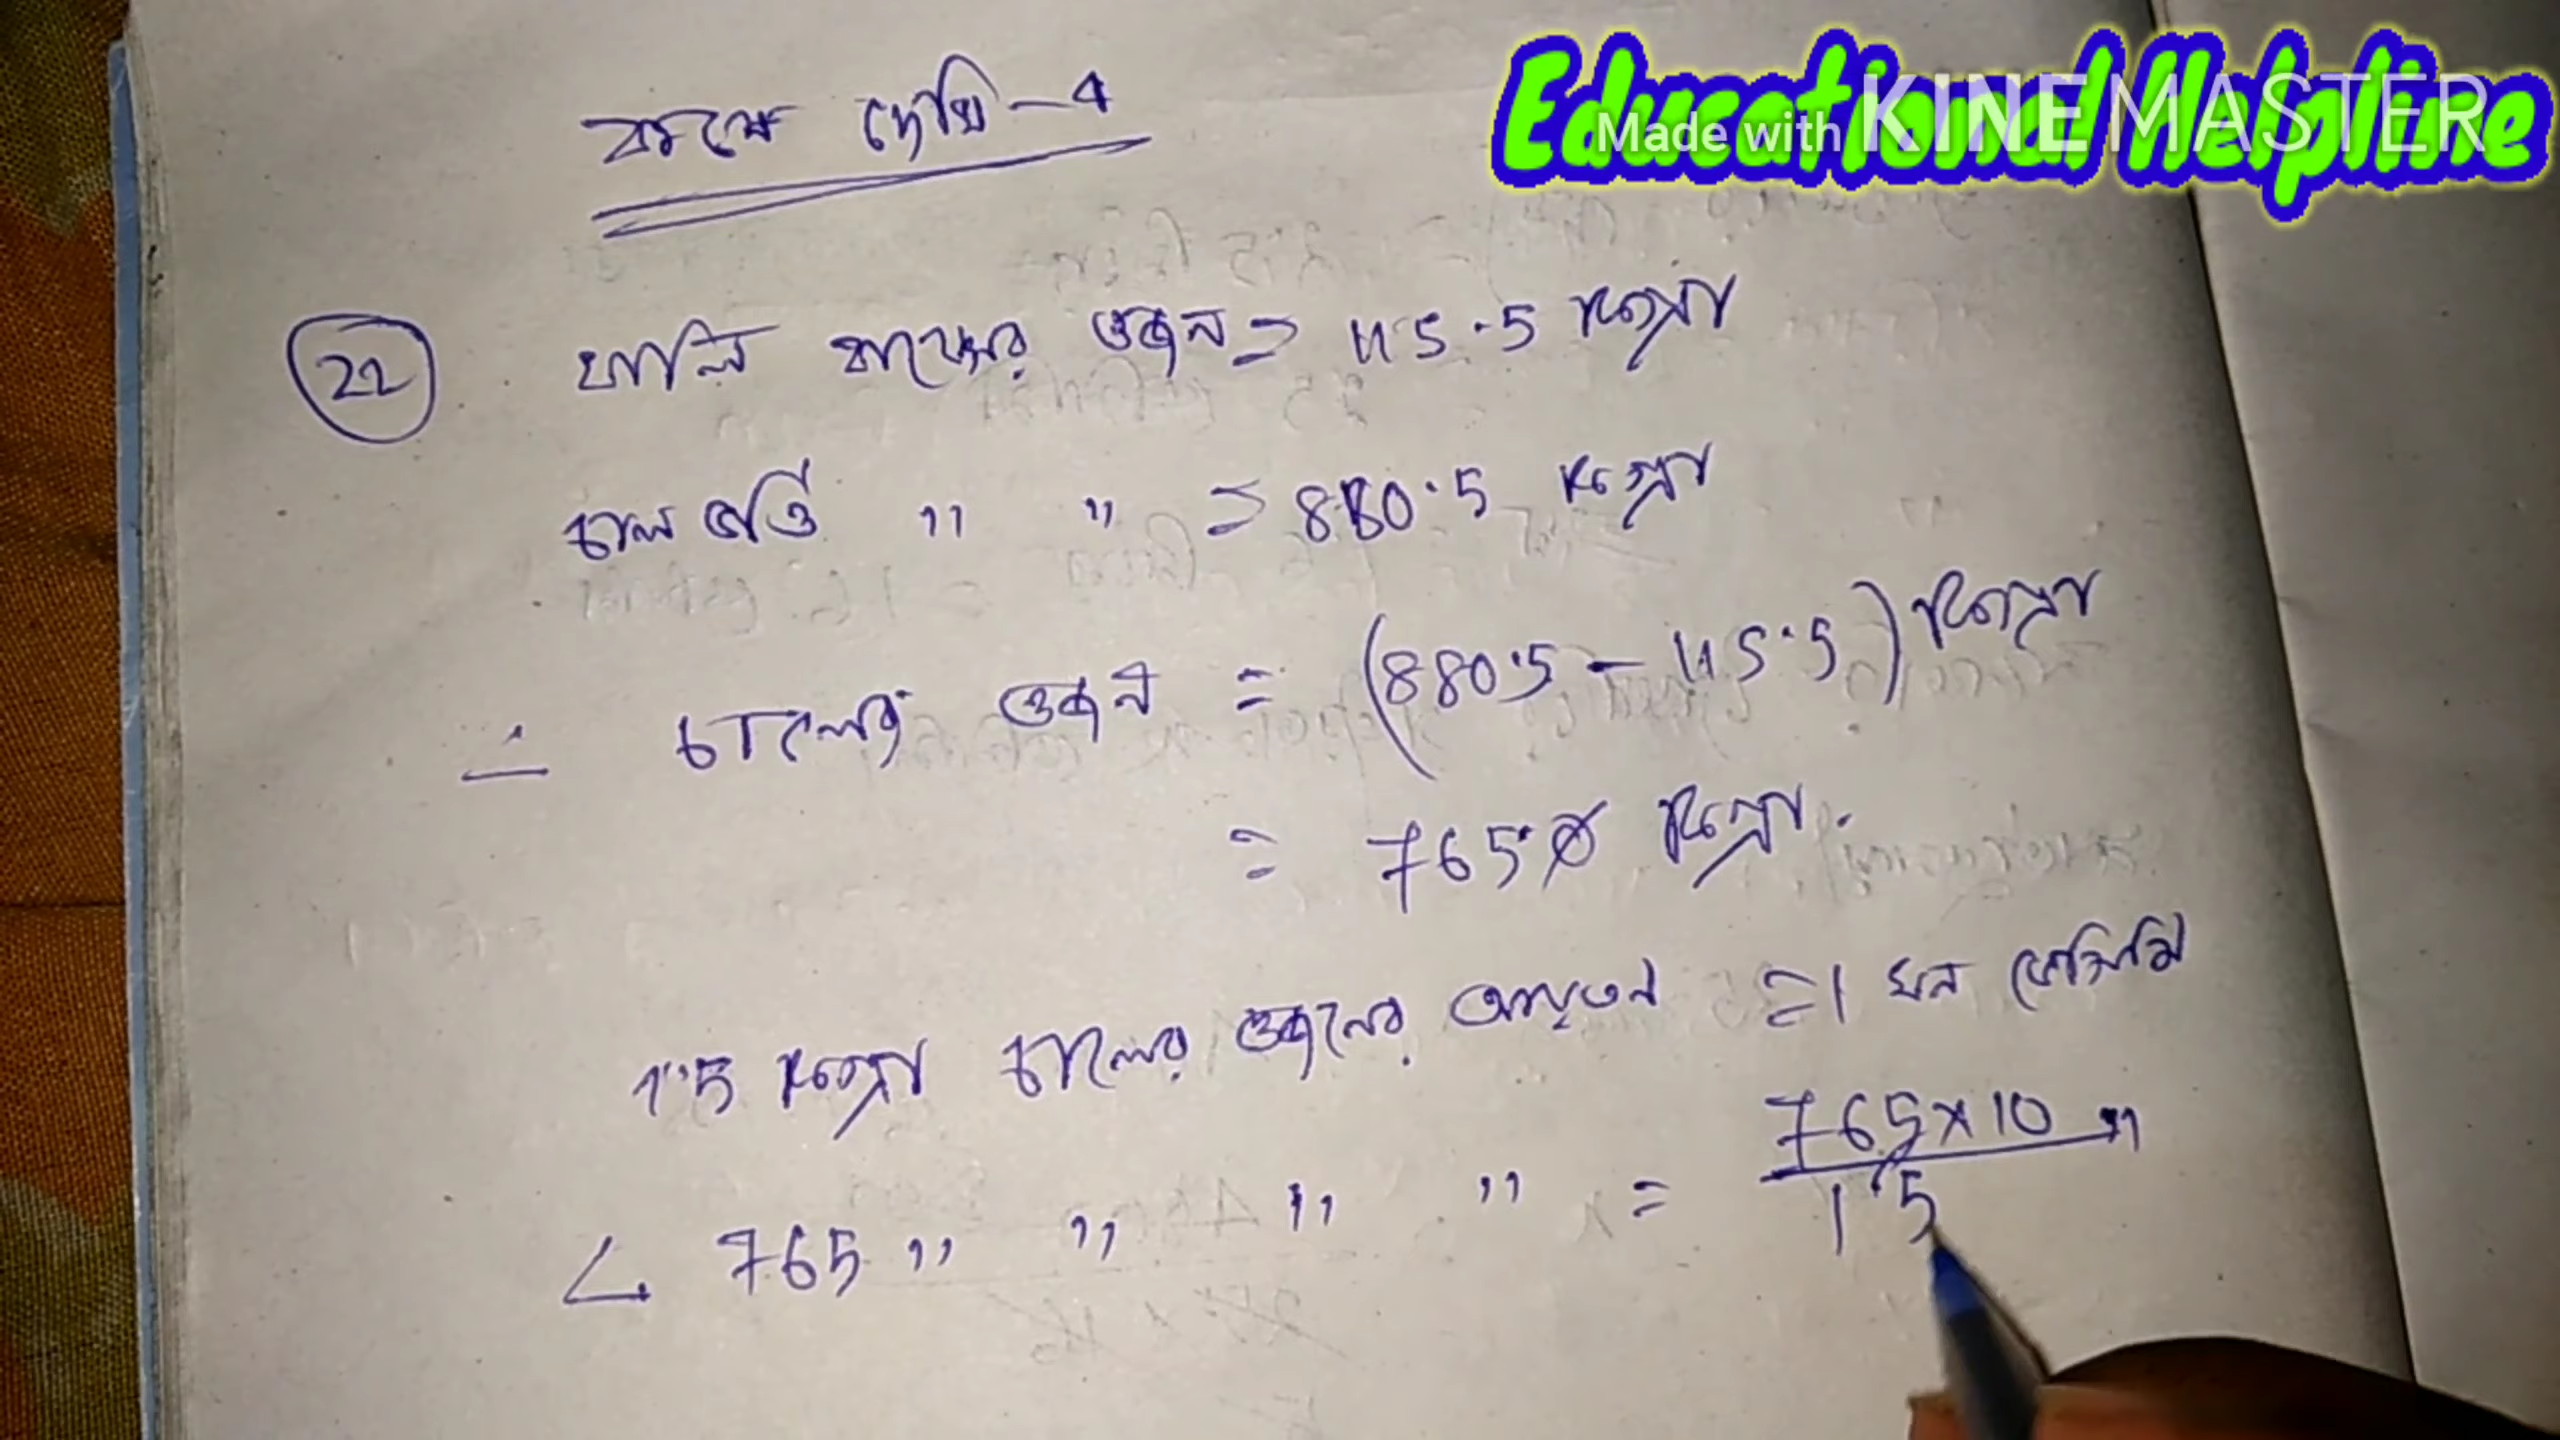 Educational Helpline
Made with KINEMASTER
কষে দেখি - 4
22 খালি বাক্সের ওজন = 115.5 কিগ্রা
চাল ভর্তি " " = 880.5 কিগ্রা
∴ চালের ওজন = (880.5 - 115.5) কিগ্রা
= 765.0 কিগ্রা.
1.5 কিগ্রা চালের ওজনের আয়তন = 1 ঘন ডেসিমি
∠ 765 " " " " = 765×10 "
15